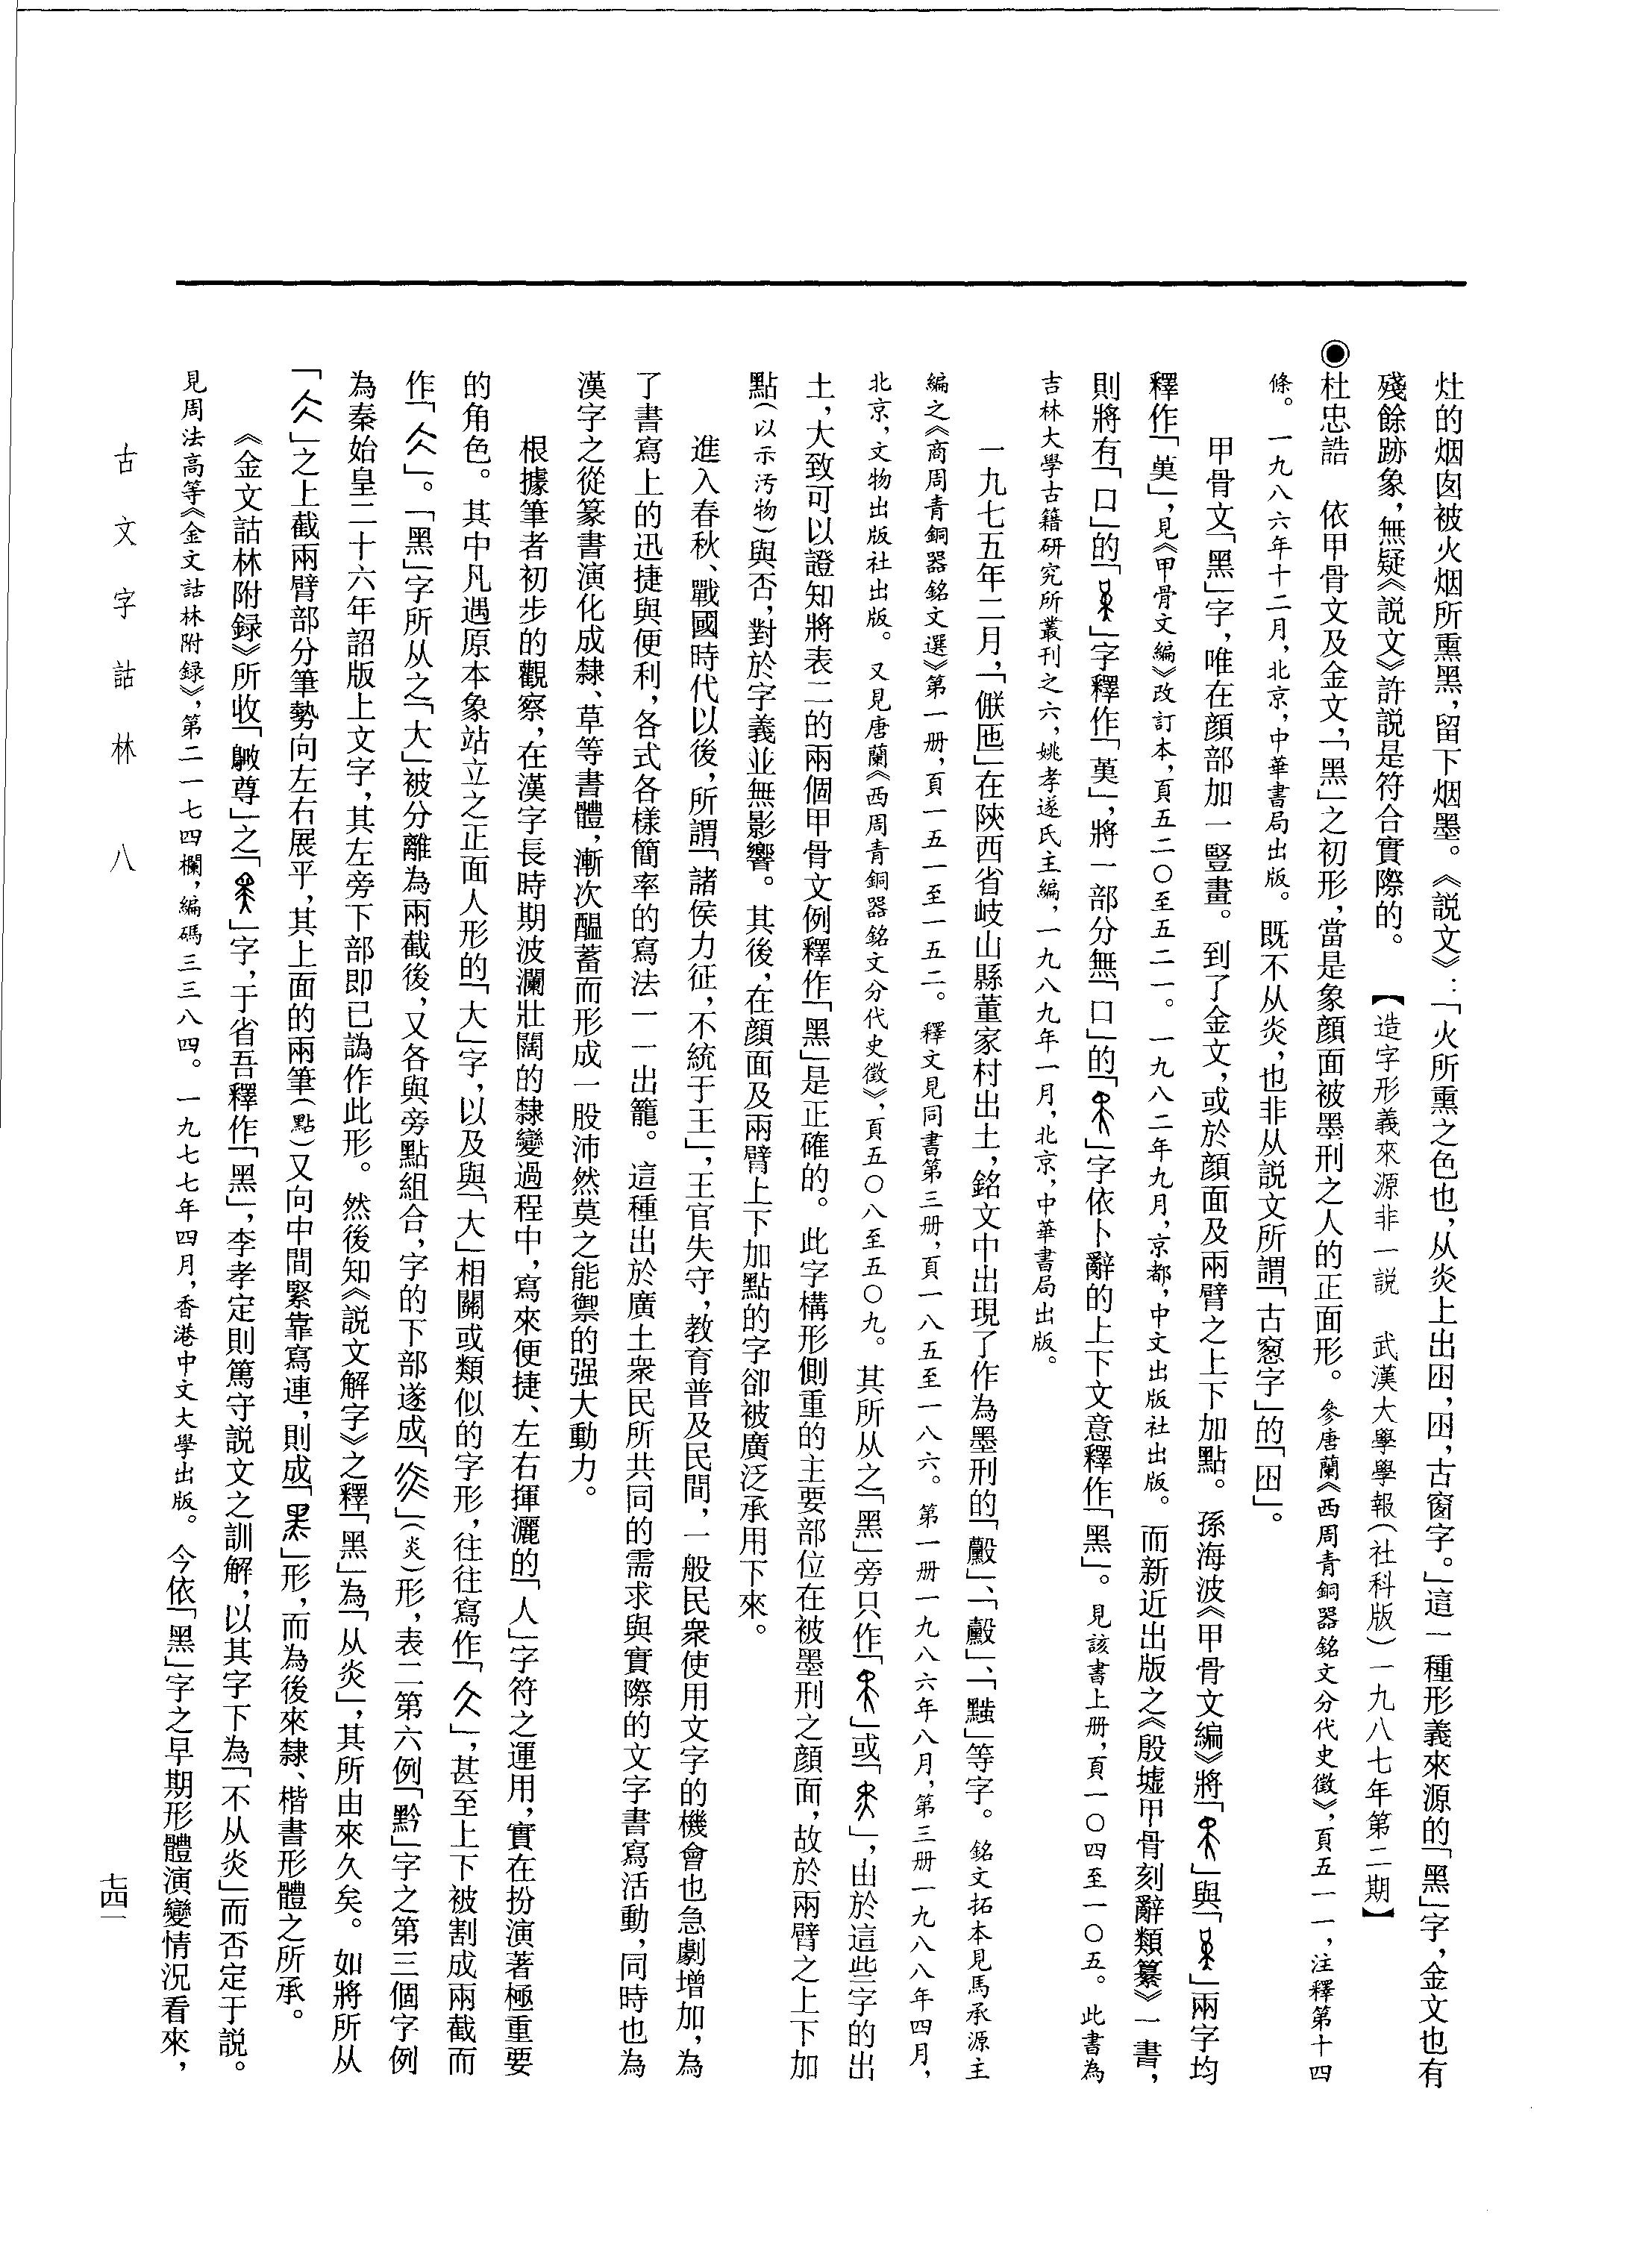 灶的烟囱被火烟所熏黑，留下烟墨。《説文》：「火所熏之色也，从炎上出囪，囪，古窗字。」這一種形義來源的「黑」字，金文也有
殘餘跡象，無疑《説文》許説是符合實際的。 【造字形義來源非一説 武漢大學學報（社科版）一九八七年第二期】
◉杜忠誥 依甲骨文及金文，「黑」之初形，當是象顔面被墨刑之人的正面形。參唐蘭《西周青銅器銘文分代史徵》，頁五一一，注釋第十四
條。一九八六年十二月，北京，中華書局出版。既不从炎，也非从説文所謂「古窻字」的「囪」。
甲骨文「黑」字，唯在顔部加一豎畫。到了金文，或於顔面及兩臂之上下加點。孫海波《甲骨文編》將「」與「」兩字均
釋作「堇」，見《甲骨文編》改訂本，頁五二〇至五二一。一九八二年九月，京都，中文出版社出版。而新近出版之《殷墟甲骨刻辭類纂》一書，
則將有「口」的「」字釋作「堇」，將一部分無「口」的「」字依卜辭的上下文意釋作「黑」。見該書上册，頁一〇四至一〇五。此書為
吉林大學古籍研究所叢刊之六，姚孝遂氏主編，一九八九年一月，北京，中華書局出版。
一九七五年二月，「匜」在陝西省岐山縣董家村出土，銘文中出現了作為墨刑的「」、「」、「」等字。銘文拓本見馬承源主
編之《商周青銅器銘文選》第一册，頁一五一至一五二。釋文見同書第三册，頁一八五至一八六。第一册一九八六年八月，第三册一九八八年四月，
北京，文物出版社出版。又見唐蘭《西周青銅器銘文分代史徵》，頁五〇八至五〇九。其所从之「黑」旁只作「」或「」，由於這些字的出
土，大致可以證知將表二的兩個甲骨文例釋作「黑」是正確的。此字構形側重的主要部位在被墨刑之顔面，故於兩臂之上下加
點（以示汚物）與否，對於字義並無影響。其後，在顔面及兩臂上下加點的字卻被廣泛承用下來。
進入春秋、戰國時代以後，所謂「諸侯力征，不統于王」，王官失守，教育普及民間，一般民衆使用文字的機會也急劇增加，為
了書寫上的迅捷與便利，各式各樣簡率的寫法一一出籠。這種出於廣土衆民所共同的需求與實際的文字書寫活動，同時也為
漢字之從篆書演化成隸、草等書體，漸次醞蓄而形成一股沛然莫之能禦的强大動力。
根據筆者初步的觀察，在漢字長時期波瀾壯闊的隸變過程中，寫來便捷、左右揮灑的「人」字符之運用，實在扮演著極重要
的角色。其中凡遇原本象站立之正面人形的「大」字，以及與「大」相關或類似的字形，往往寫作「」，甚至上下被割成兩截而
作「」。「黑」字所从之「大」被分離為兩截後，又各與旁點組合，字的下部遂成「」（炎）形，表二第六例「黔」字之第三個字例
為秦始皇二十六年詔版上文字，其左旁下部即已譌作此形。然後知《説文解字》之釋「黑」為「从炎」，其所由來久矣。如將所从
「」之上截兩臂部分筆勢向左右展平，其上面的兩筆（點）又向中間緊靠寫連，則成「」形，而為後來隸、楷書形體之所承。
《金文詁林附録》所收「尊」之「」字，于省吾釋作「黑」，李孝定則篤守説文之訓解，以其字下為「不从炎」而否定于說。
見周法高等《金文詁林附録》，第二一七四欄，編碼三三八四。一九七七年四月，香港中文大學出版。今依「黑」字之早期形體演變情況看來，
古文字詁林 八
七四一